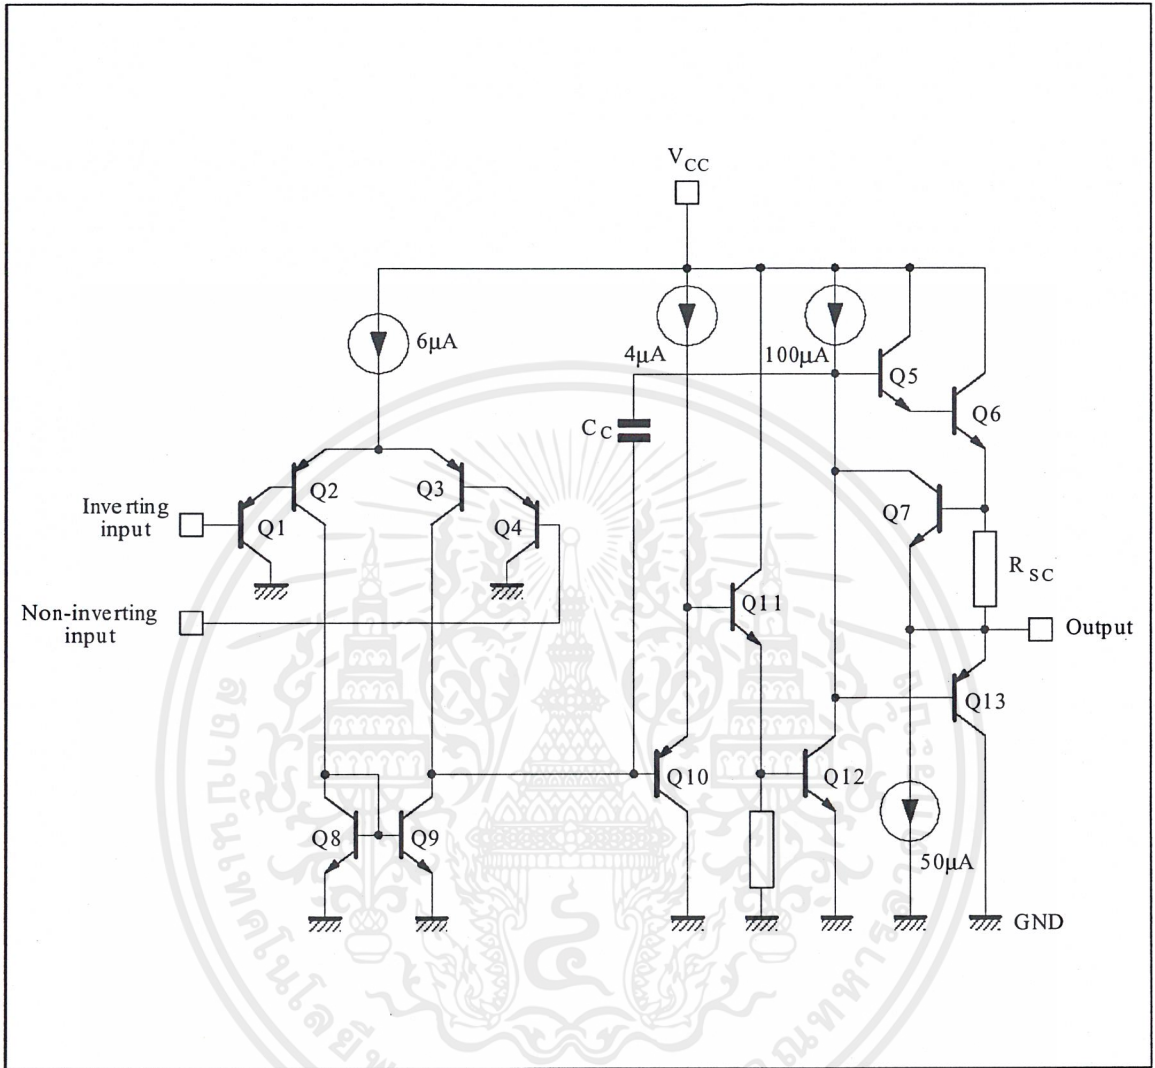 V_CC
6μA
4μA
100μA
Q5
Q6
C_C
Inverting
input
Q1
Q2
Q3
Q4
Q7
R_SC
Non-inverting
input
Q11
Output
Q13
Q10
Q12
Q8
Q9
50μA
GND